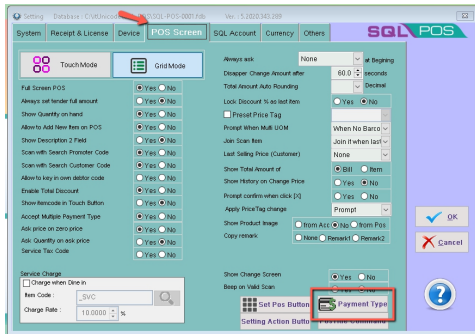 Setting Database : C:\ Ver. : 5.2020.343.299
System Receipt & License Device POS Screen SQL Account Currency Others SQL POS
Touch Mode Grid Mode
Full Screen POS Yes No
Always set tender full amount Yes No
Show Quantity on hand Yes No
Allow to Add New Item on POS Yes No
Show Description 2 Field Yes No
Scan with Search Promoter Code Yes No
Scan with Search Customer Code Yes No
Allow to key in own debtor code Yes No
Enable Total Discount Yes No
Show itemcode in Touch Button Yes No
Accept Multiple Payment Type Yes No
Ask price on zero price Yes No
Ask Quantity on ask price Yes No
Service Tax Code Yes No
Service Charge
Charge when Dine in
Item Code : _SVC
Charge Rate : 10.0000 %
Always ask None at Begining
Disapper Change Amount after 60.0 seconds
Total Amount Auto Rounding Decimal
Lock Discount % ao last item Yes No
Preset Price Tag
Prompt When Multi UOM When No Barco
Join Scan Item Join it when last
Last Selling Price (Customer) None
Show Total Amount of Bill Item
Show History on Change Price Yes No
Prompt confirm when click [X] Yes No
Apply PriceTag change Prompt
Show Product Image from Acc No from Pos
Copy remark None Remark1 Remark2
Show Change Screen Yes No
Beep on Valid Scan
Set Pos Button Payment Type
Setting Action Butt
OK
Cancel